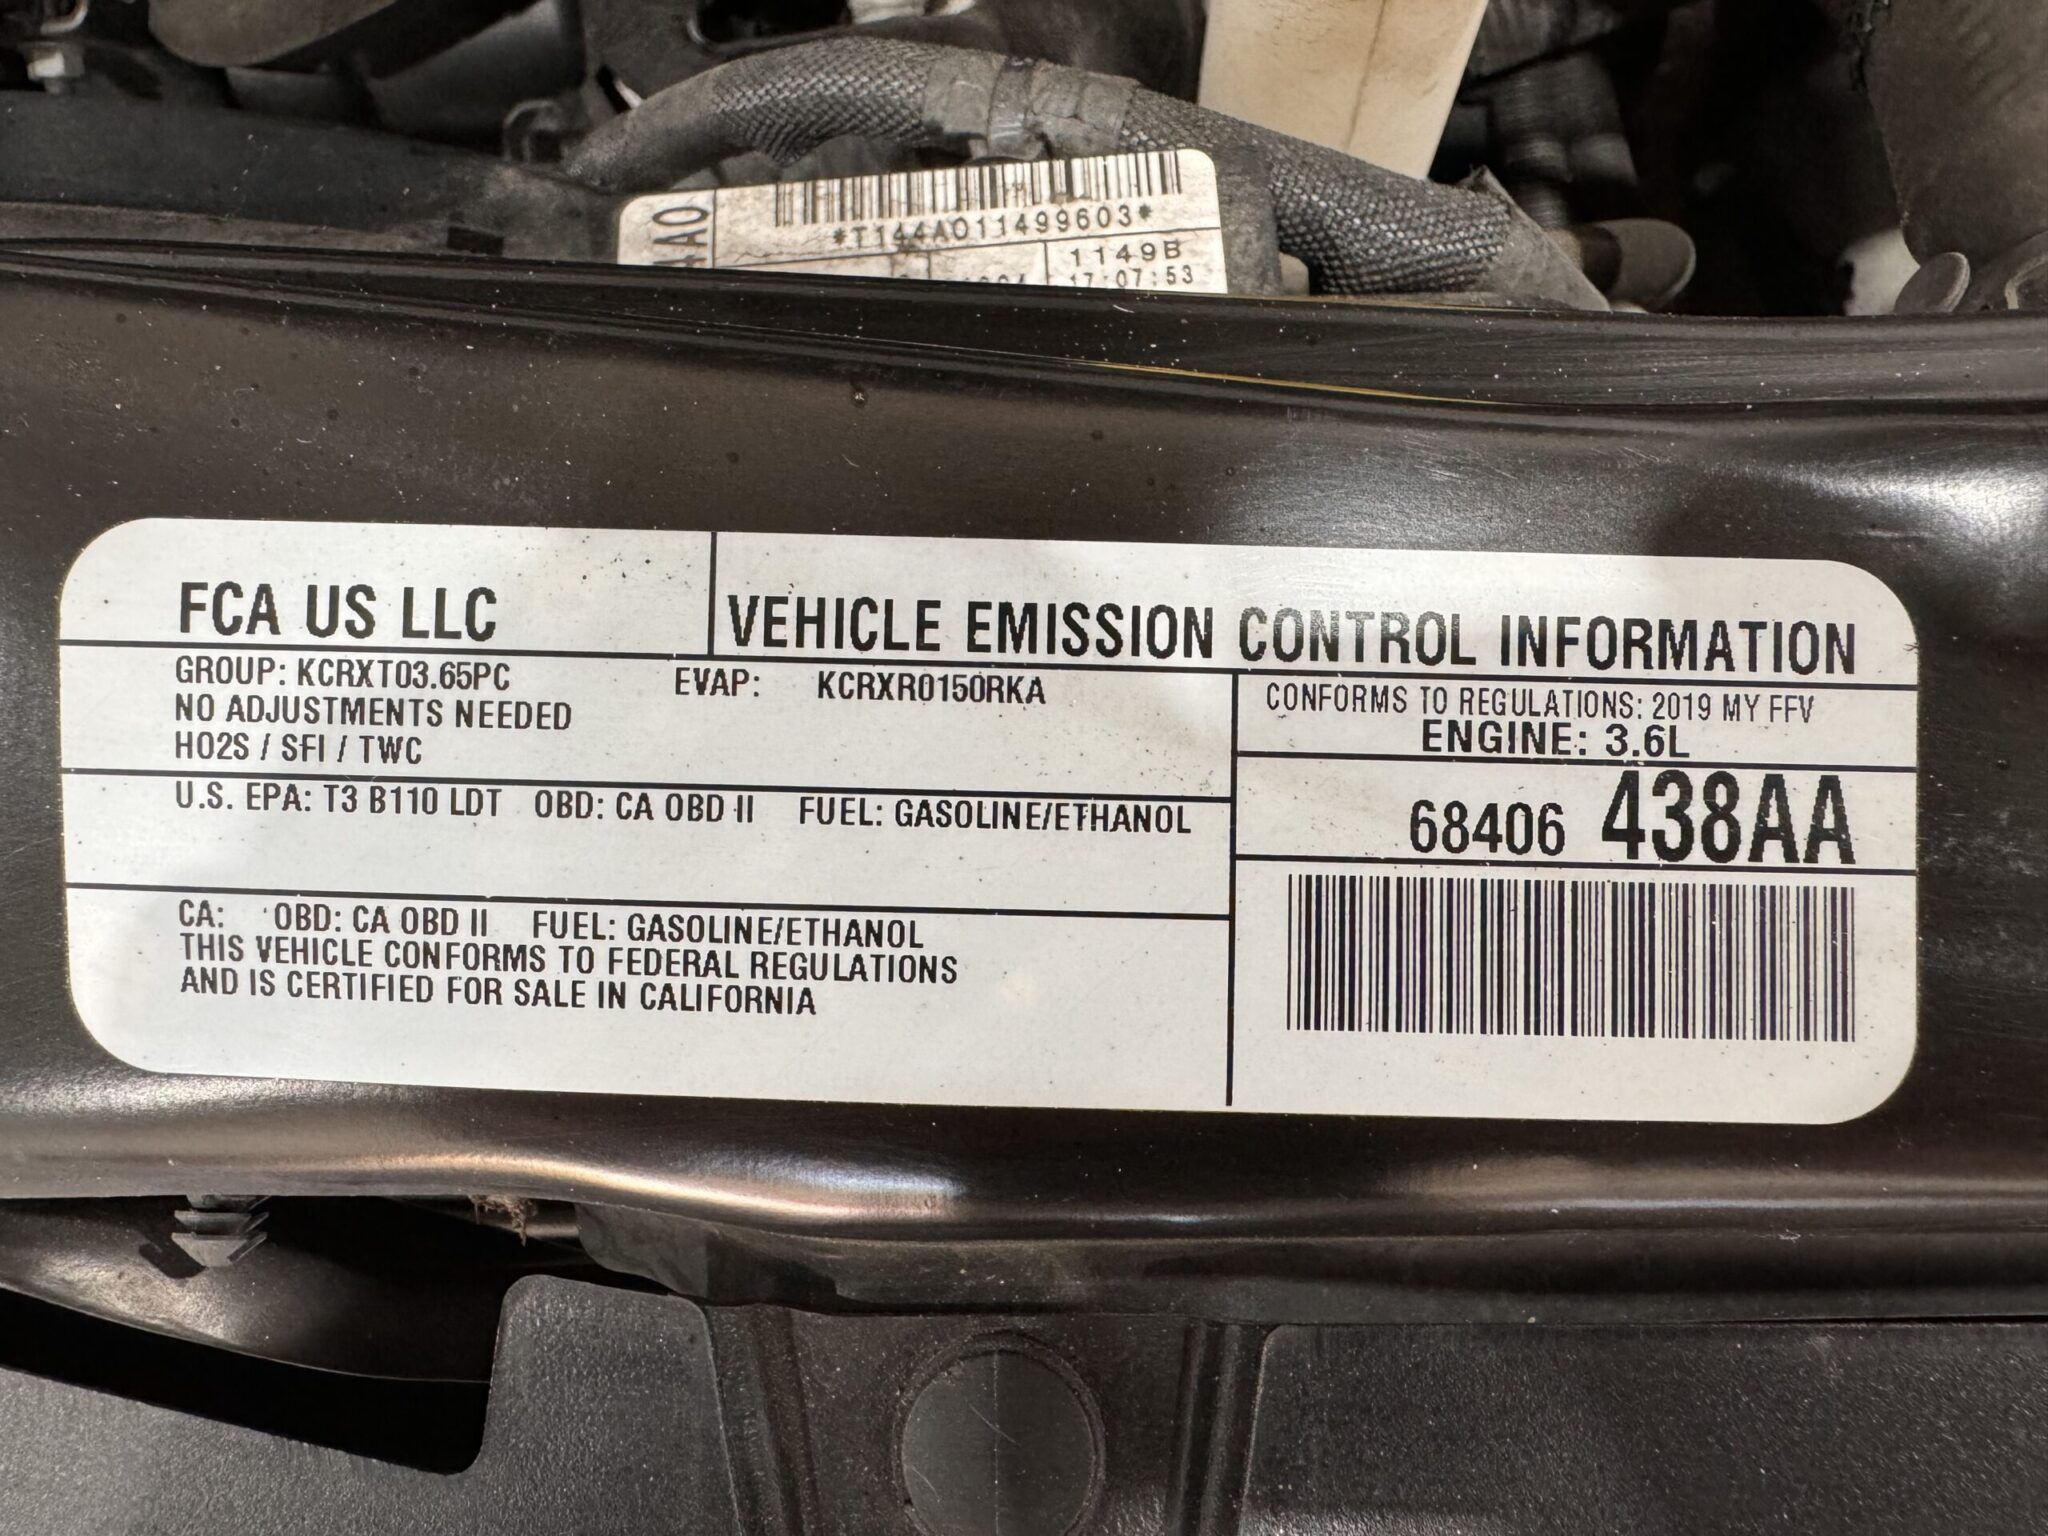 4A0
*T144A011499603*
1149B
17:07:53
FCA US LLC
VEHICLE EMISSION CONTROL INFORMATION
GROUP: KCRXT03.65PC EVAP: KCRXR0150RKA
NO ADJUSTMENTS NEEDED
HO2S / SFI / TWC
CONFORMS TO REGULATIONS: 2019 MY FFV
ENGINE: 3.6L
68406 438AA
U.S. EPA: T3 B110 LDT OBD: CA OBD II FUEL: GASOLINE/ETHANOL
CA: OBD: CA OBD II FUEL: GASOLINE/ETHANOL
THIS VEHICLE CONFORMS TO FEDERAL REGULATIONS
AND IS CERTIFIED FOR SALE IN CALIFORNIA